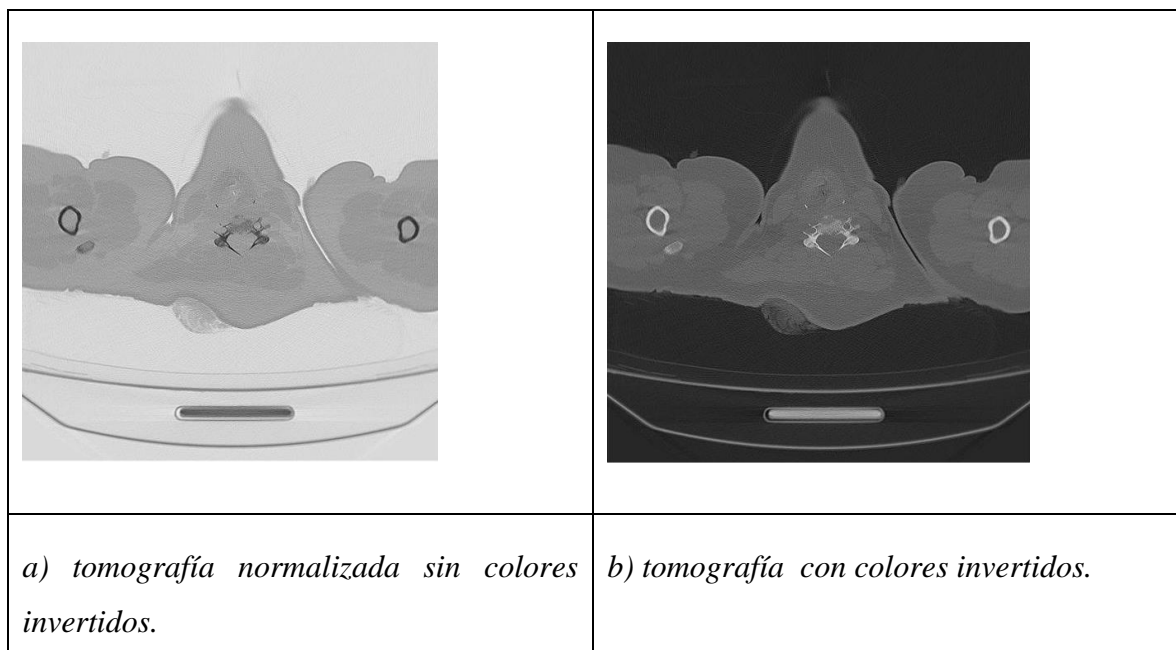 a) tomografía normalizada sin colores
invertidos.
b) tomografía con colores invertidos.